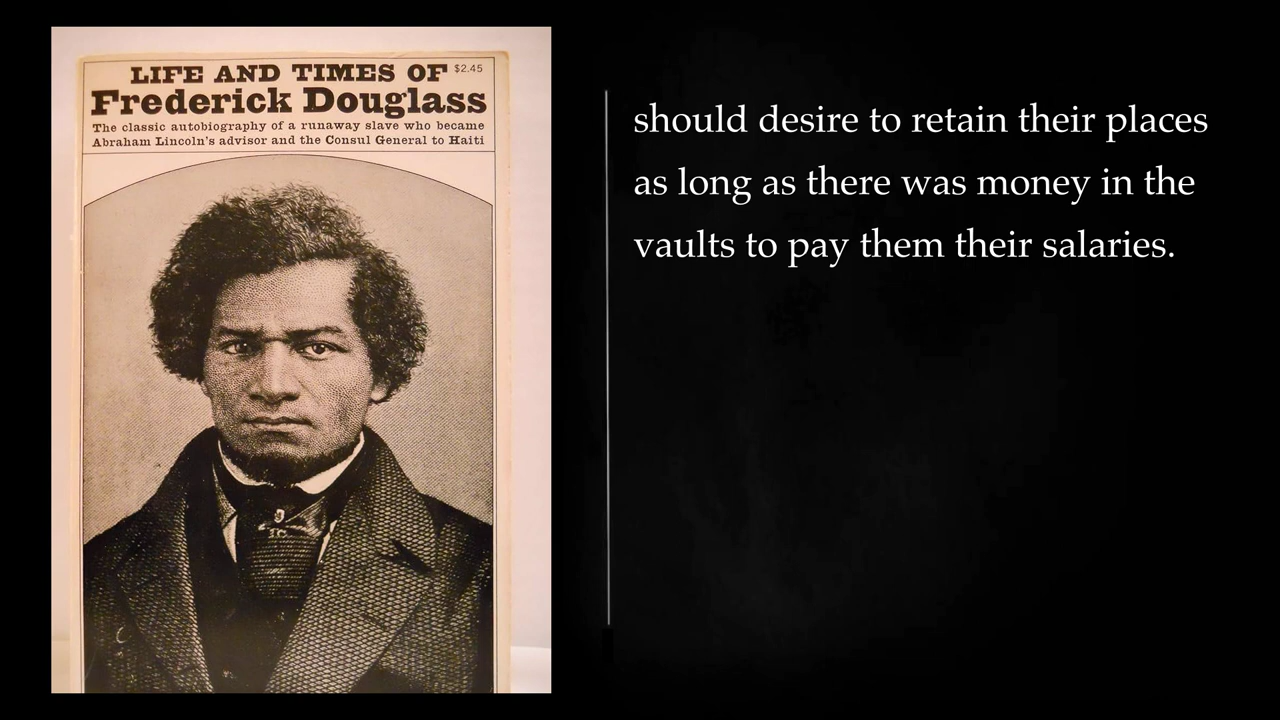 LIFE AND TIMES OF $2.45
Frederick Douglass
The classic autobiography of a runaway slave who became
Abraham Lincoln's advisor and the Consul General to Haiti
should desire to retain their places
as long as there was money in the
vaults to pay them their salaries.